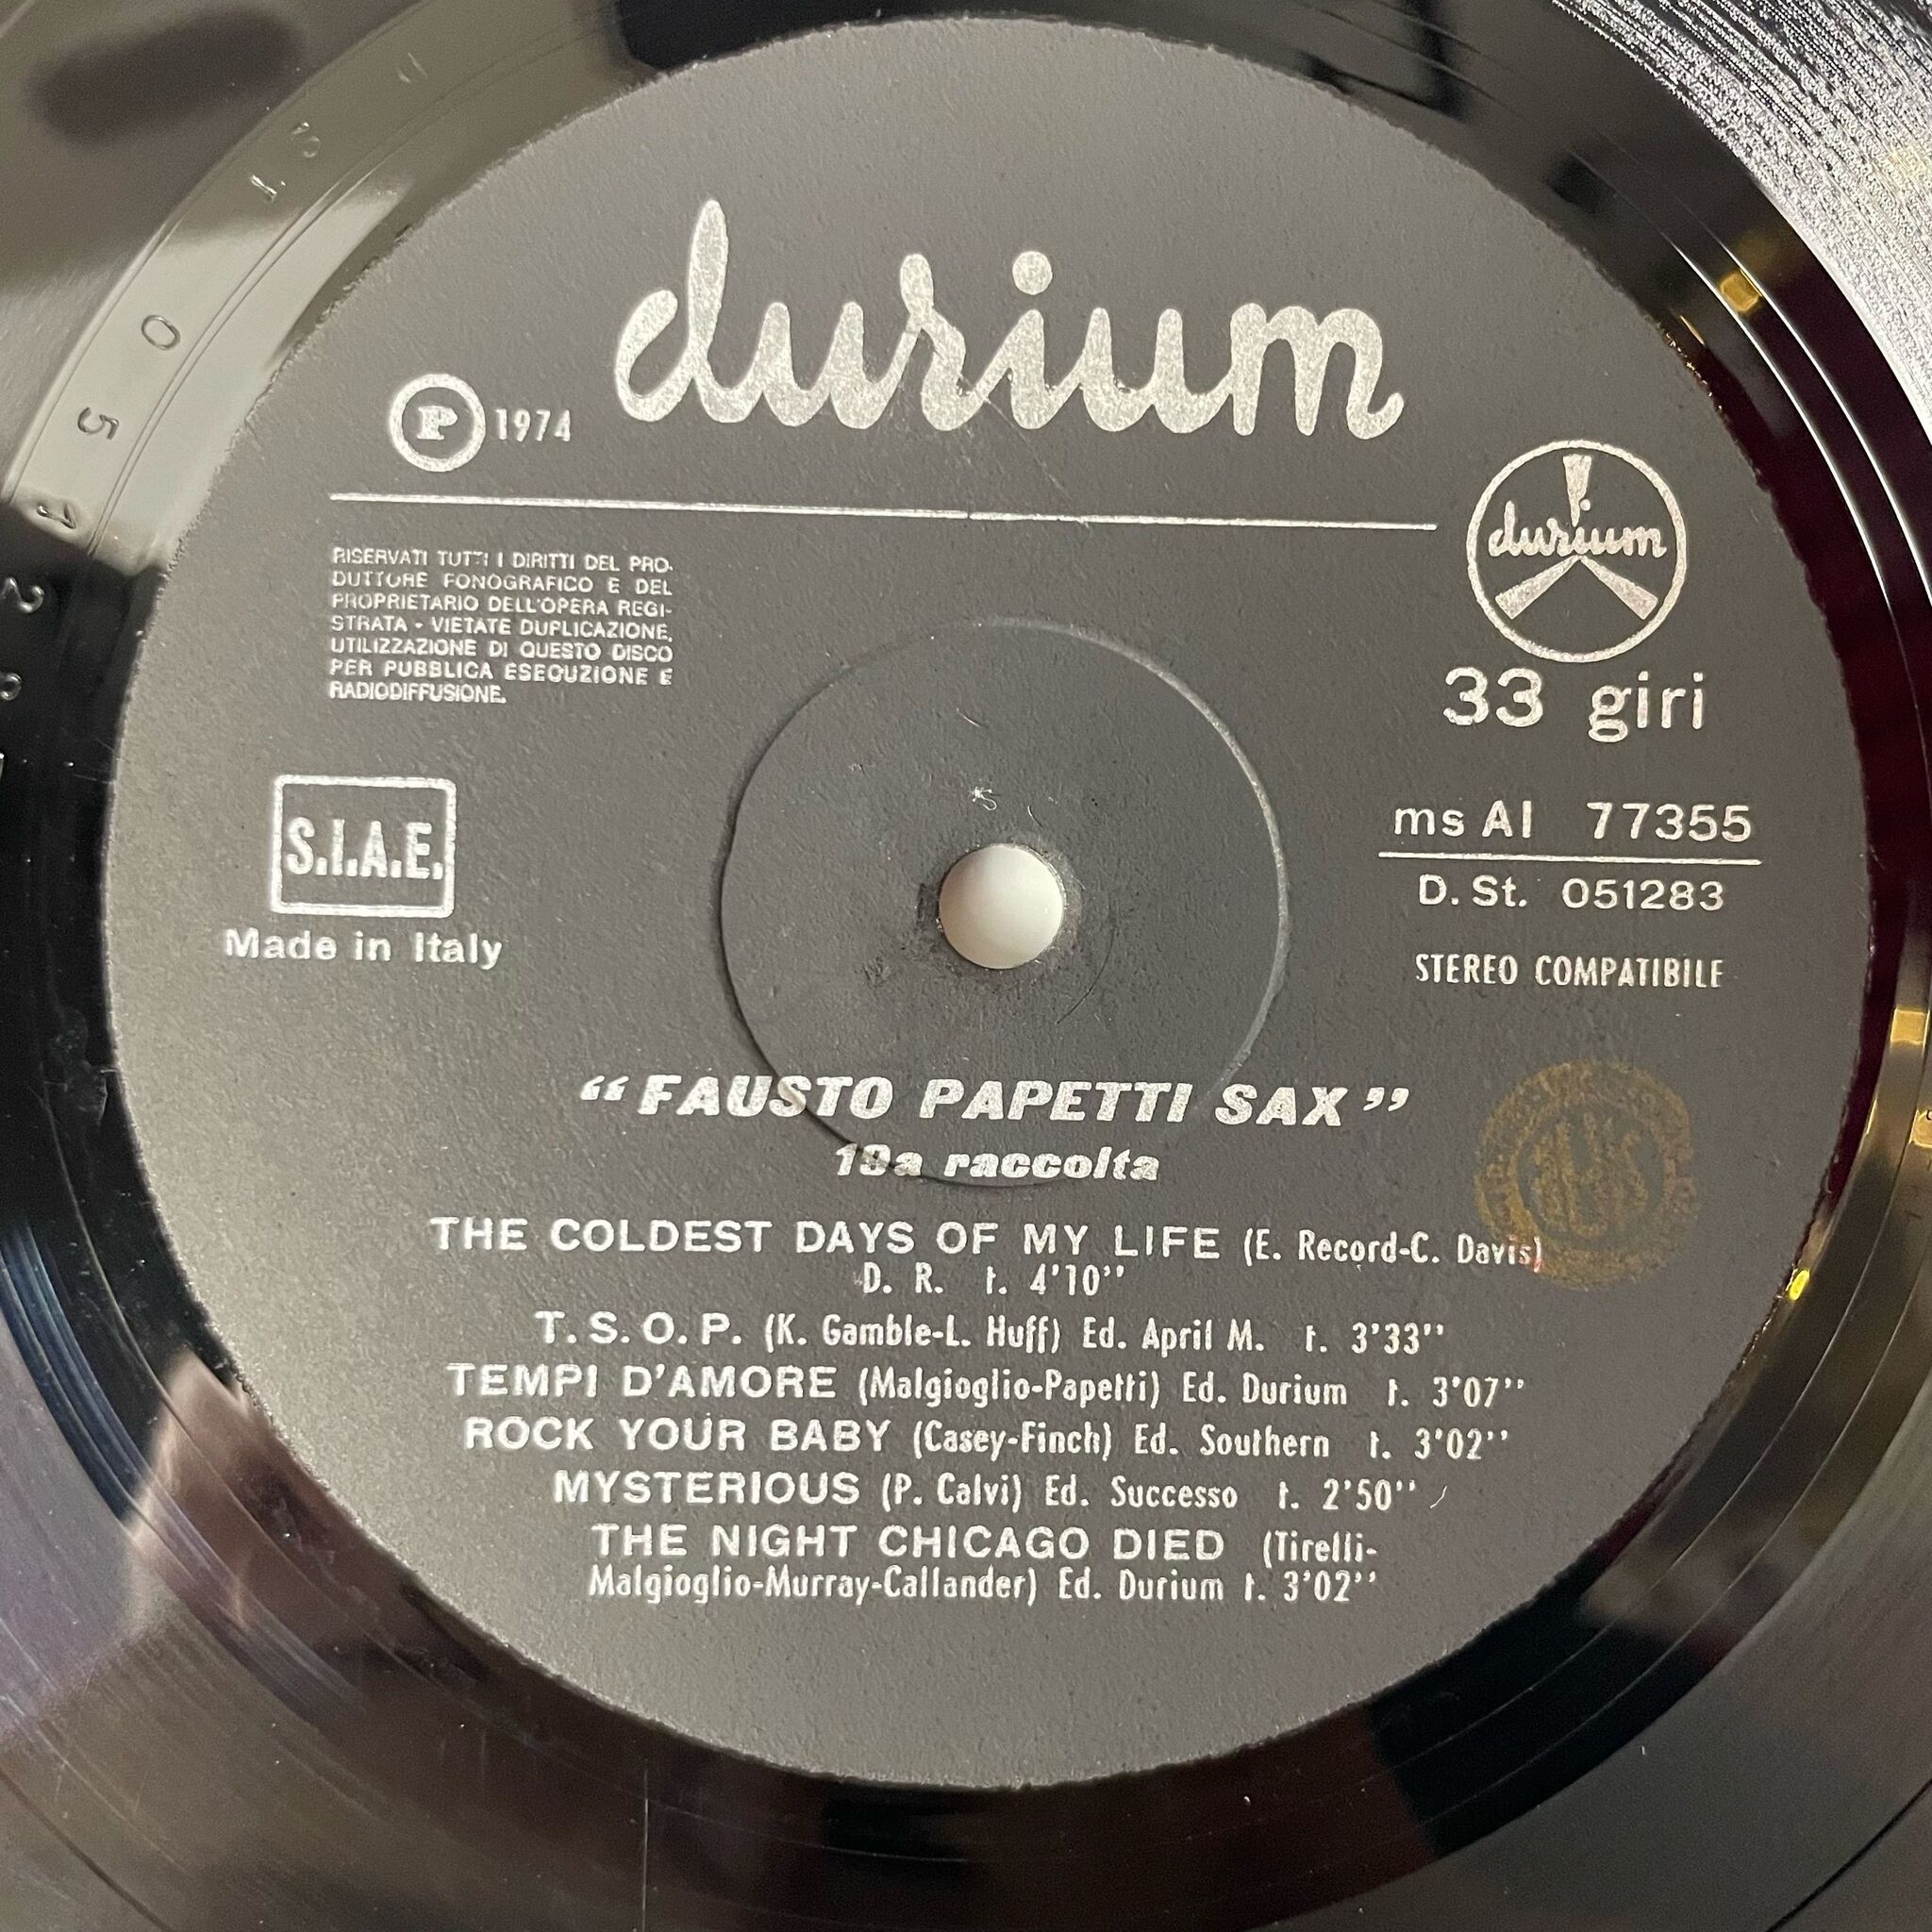 durium
P 1974
durium
33 giri
RISERVATI TUTTI I DIRITTI DEL PRO-
DUTTORE FONOGRAFICO E DEL
PROPRIETARIO DELL'OPERA REGI-
STRATA - VIETATE DUPLICAZIONE,
UTILIZZAZIONE DI QUESTO DISCO
PER PUBBLICA ESECUZIONE E
RADIODIFFUSIONE.
S.I.A.E.
Made in Italy
ms AI 77355
D. St. 051283
STEREO COMPATIBILE
“FAUSTO PAPETTI SAX”
19a raccolta
THE COLDEST DAYS OF MY LIFE (E. Record-C. Davis)
D. R. t. 4'10''
T. S. O. P. (K. Gamble-L. Huff) Ed. April M. t. 3'33''
TEMPI D'AMORE (Malgioglio-Papetti) Ed. Durium t. 3'07''
ROCK YOUR BABY (Casey-Finch) Ed. Southern t. 3'02''
MYSTERIOUS (P. Calvi) Ed. Successo t. 2'50''
THE NIGHT CHICAGO DIED (Tirelli-
Malgioglio-Murray-Callander) Ed. Durium t. 3'02''